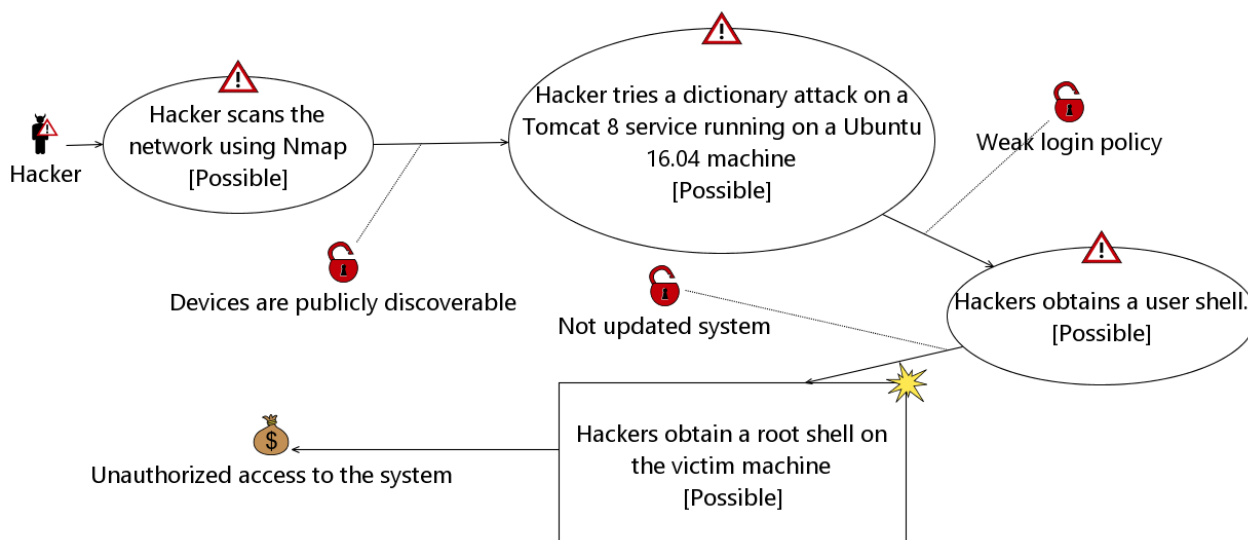 Hacker
Hacker scans the
network using Nmap
[Possible]
Devices are publicly discoverable
Hacker tries a dictionary attack on a
Tomcat 8 service running on a Ubuntu
16.04 machine
[Possible]
Weak login policy
Hackers obtains a user shell.
[Possible]
Not updated system
Hackers obtain a root shell on
the victim machine
[Possible]
$
Unauthorized access to the system